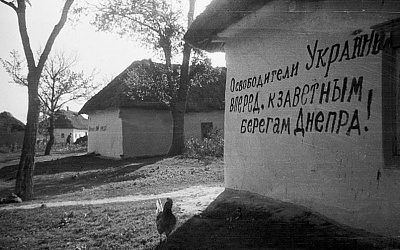 Освободители Украины
вперед, к заветным
берегам Днепра!